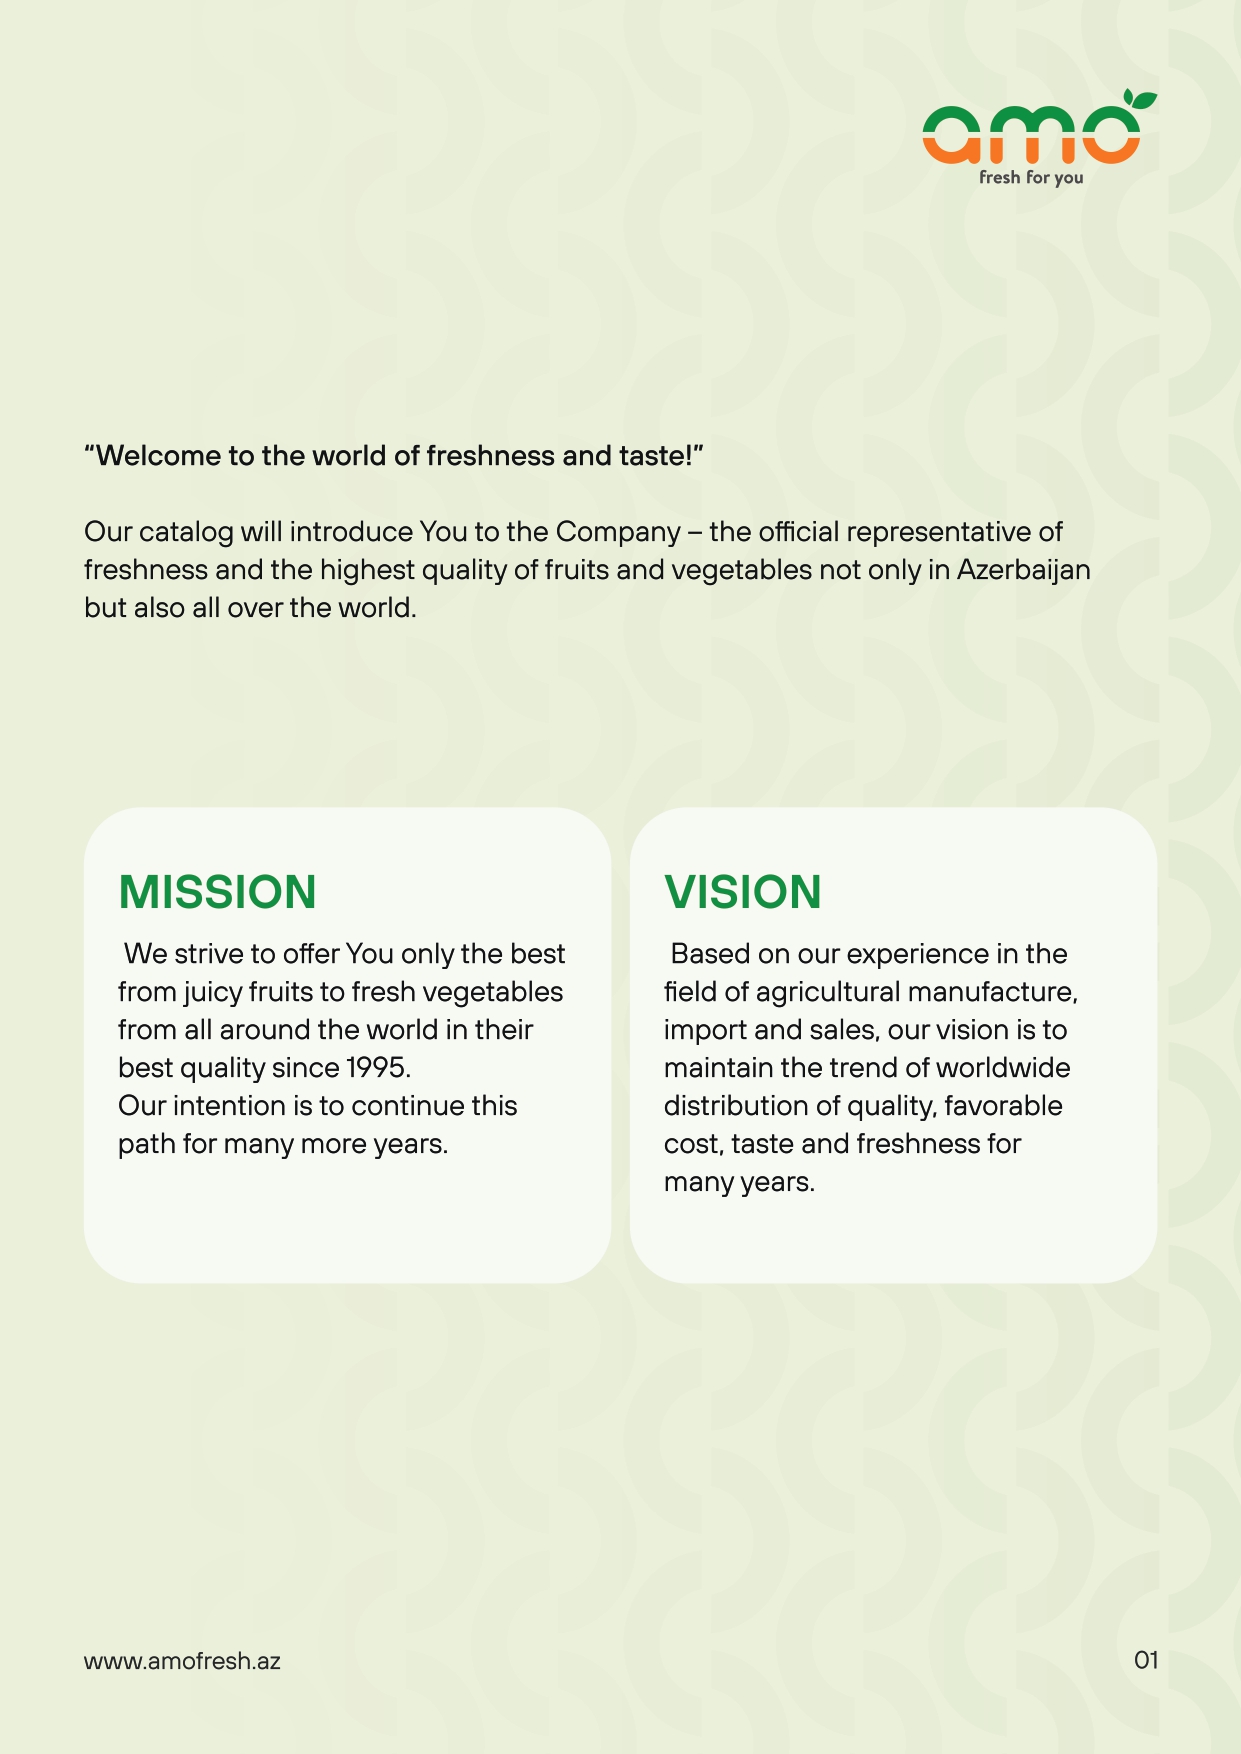 amo
fresh for you
“Welcome to the world of freshness and taste!”
Our catalog will introduce You to the Company – the official representative of
freshness and the highest quality of fruits and vegetables not only in Azerbaijan
but also all over the world.
MISSION
We strive to offer You only the best
from juicy fruits to fresh vegetables
from all around the world in their
best quality since 1995.
Our intention is to continue this
path for many more years.
VISION
Based on our experience in the
field of agricultural manufacture,
import and sales, our vision is to
maintain the trend of worldwide
distribution of quality, favorable
cost, taste and freshness for
many years.
www.amofresh.az
01